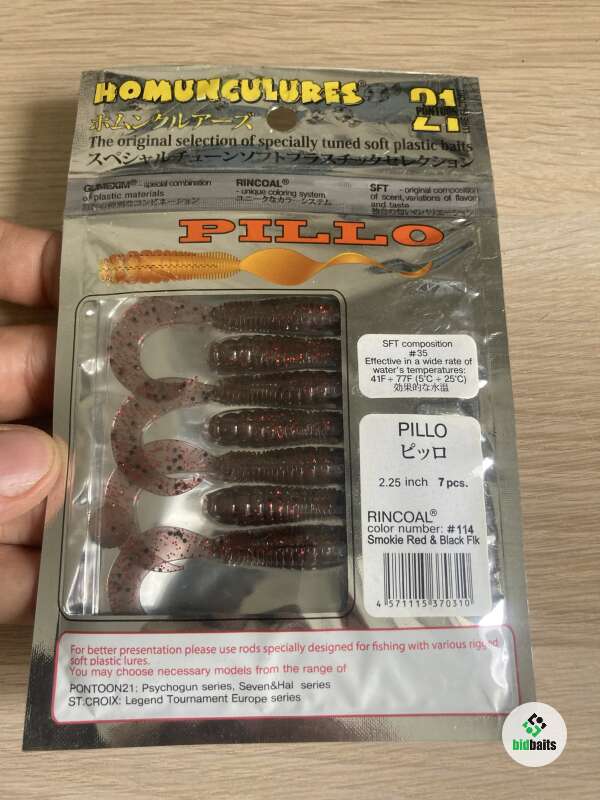 HOMUNCULURES®
PONTOON 21
ホムンクルアーズ
The original selection of specially tuned soft plastic baits
スペシャルチューンソフトプラスチックセレクション
GUMEXIM® - special combination
of plastic materials
RINCOAL®
- unique coloring system
ユニークなカラーシステム
SFT - original composition
of scent, variations of flavor
and taste
PILLO
SFT composition
#35
Effective in a wide rate of
water's temperatures:
41F ÷ 77F (5°C ÷ 25°C)
効果的な水温
PILLO
ピッロ
2.25 inch 7 pcs.
RINCOAL®
color number: #114
Smokie Red & Black Flk
4 571115 370310
For better presentation please use rods specially designed for fishing with various rigged
soft plastic lures.
You may choose necessary models from the range of
PONTOON21: Psychogun series, Seven&Hal series
ST.CROIX: Legend Tournament Europe series
bidbaits